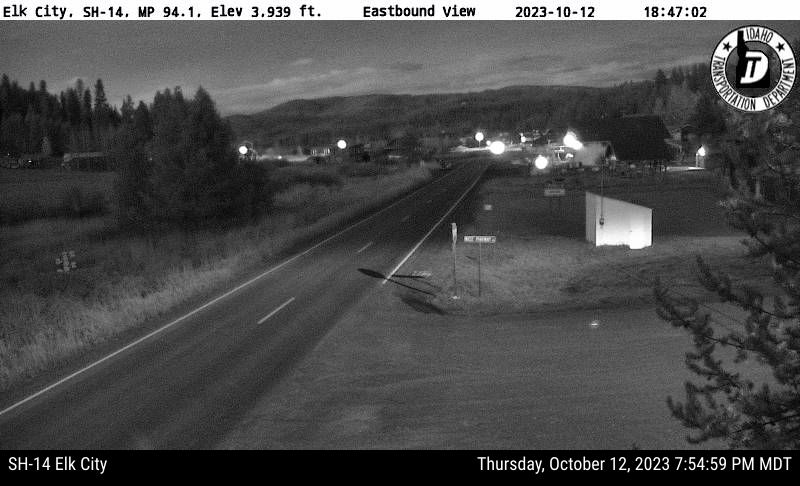 Elk City, SH-14, MP 94.1, Elev 3,939 ft. Eastbound View 2023-10-12 18:47:02
IDAHO
TRANSPORTATION DEPARTMENT
SH-14 Elk City Thursday, October 12, 2023 7:54:59 PM MDT